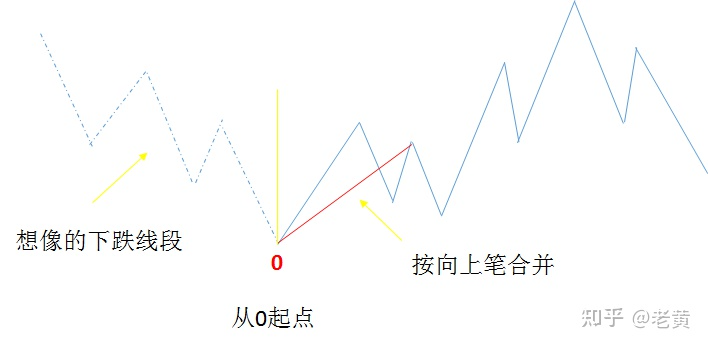 想像的下跌线段
0
按向上笔合并
从0起点
知乎 @老黄